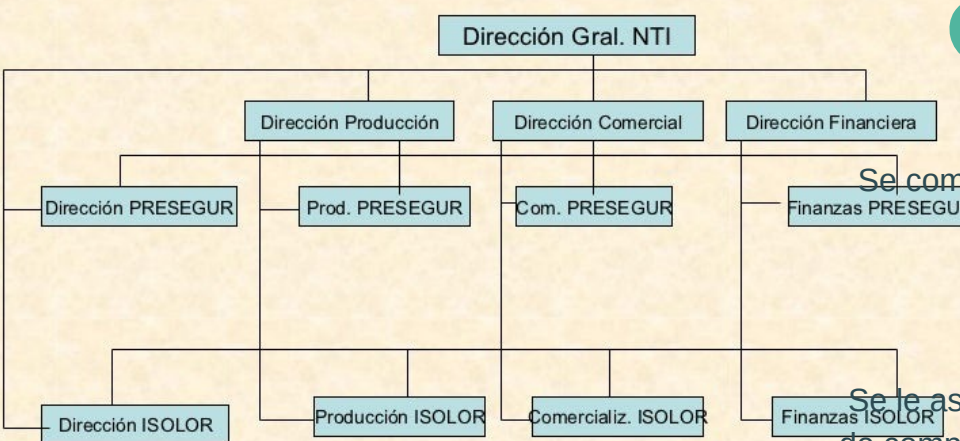 Dirección Gral. NTI
Dirección Producción
Dirección Comercial
Dirección Financiera
Se com
Dirección PRESEGUR
Prod. PRESEGUR
Com. PRESEGUR
Finanzas PRESEGU
Se le as
Dirección ISOLOR
Producción ISOLOR
Comercializ. ISOLOR
Finanzas ISOLOR